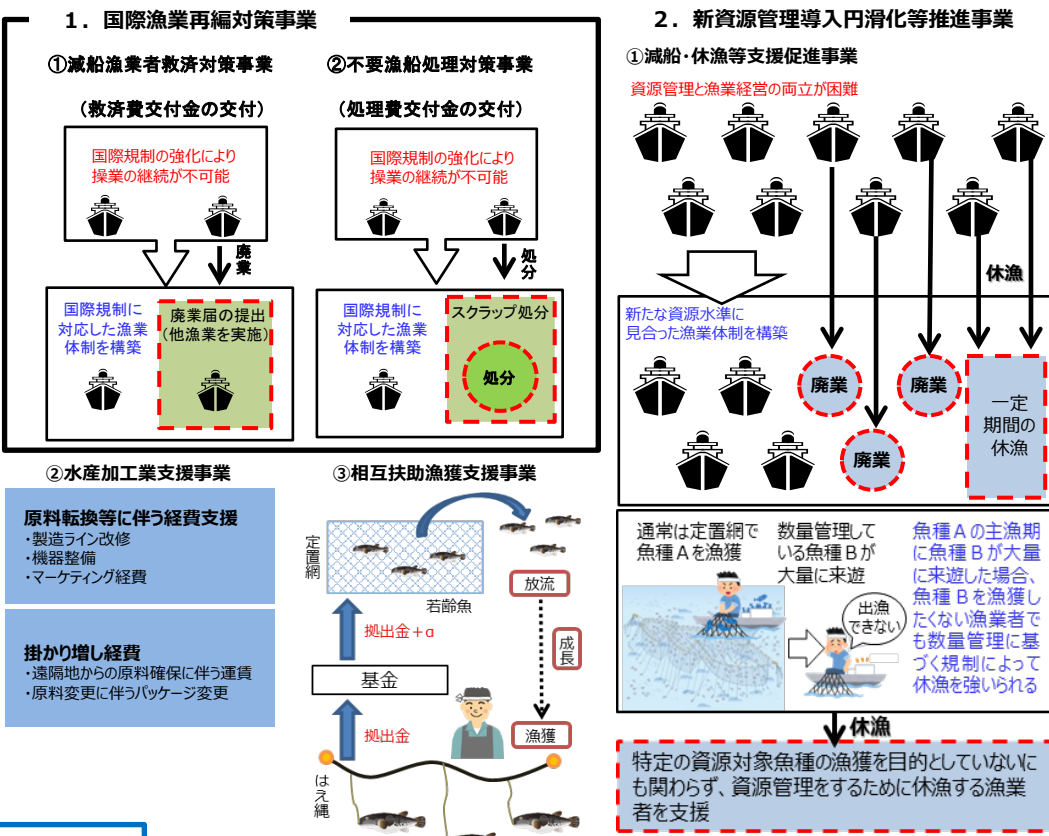 1．国際漁業再編対策事業
①減船漁業者救済対策事業
（救済費交付金の交付）
国際規制の強化により
操業の継続が不可能
廃業
国際規制に
対応した漁業
体制を構築
廃業届の提出
(他漁業を実施)
②不要漁船処理対策事業
（処理費交付金の交付）
国際規制の強化により
操業の継続が不可能
処分
国際規制に
対応した漁業
体制を構築
スクラップ処分
処分
2．新資源管理導入円滑化等推進事業
①減船・休漁等支援促進事業
資源管理と漁業経営の両立が困難
休漁
新たな資源水準に
見合った漁業体制を構築
廃業
廃業
廃業
一定
期間の
休漁
②水産加工業支援事業
原料転換等に伴う経費支援
・製造ライン改修
・機器整備
・マーケティング経費
掛かり増し経費
・遠隔地からの原料確保に伴う運賃
・原料変更に伴うパッケージ変更
③相互扶助漁獲支援事業
定置網
若齢魚
放流
拠出金+α
成長
基金
拠出金
漁獲
はえ縄
通常は定置網で
魚種Ａを漁獲
数量管理して
いる魚種Ｂが
大量に来遊
出漁
できない
魚種Ａの主漁期
に魚種Ｂが大量
に来遊した場合、
魚種Ｂを漁獲し
たくない漁業者で
も数量管理に基
づく規制によって
休漁を強いられる
休漁
特定の資源対象魚種の漁獲を目的としていないに
も関わらず、資源管理をするために休漁する漁業
者を支援